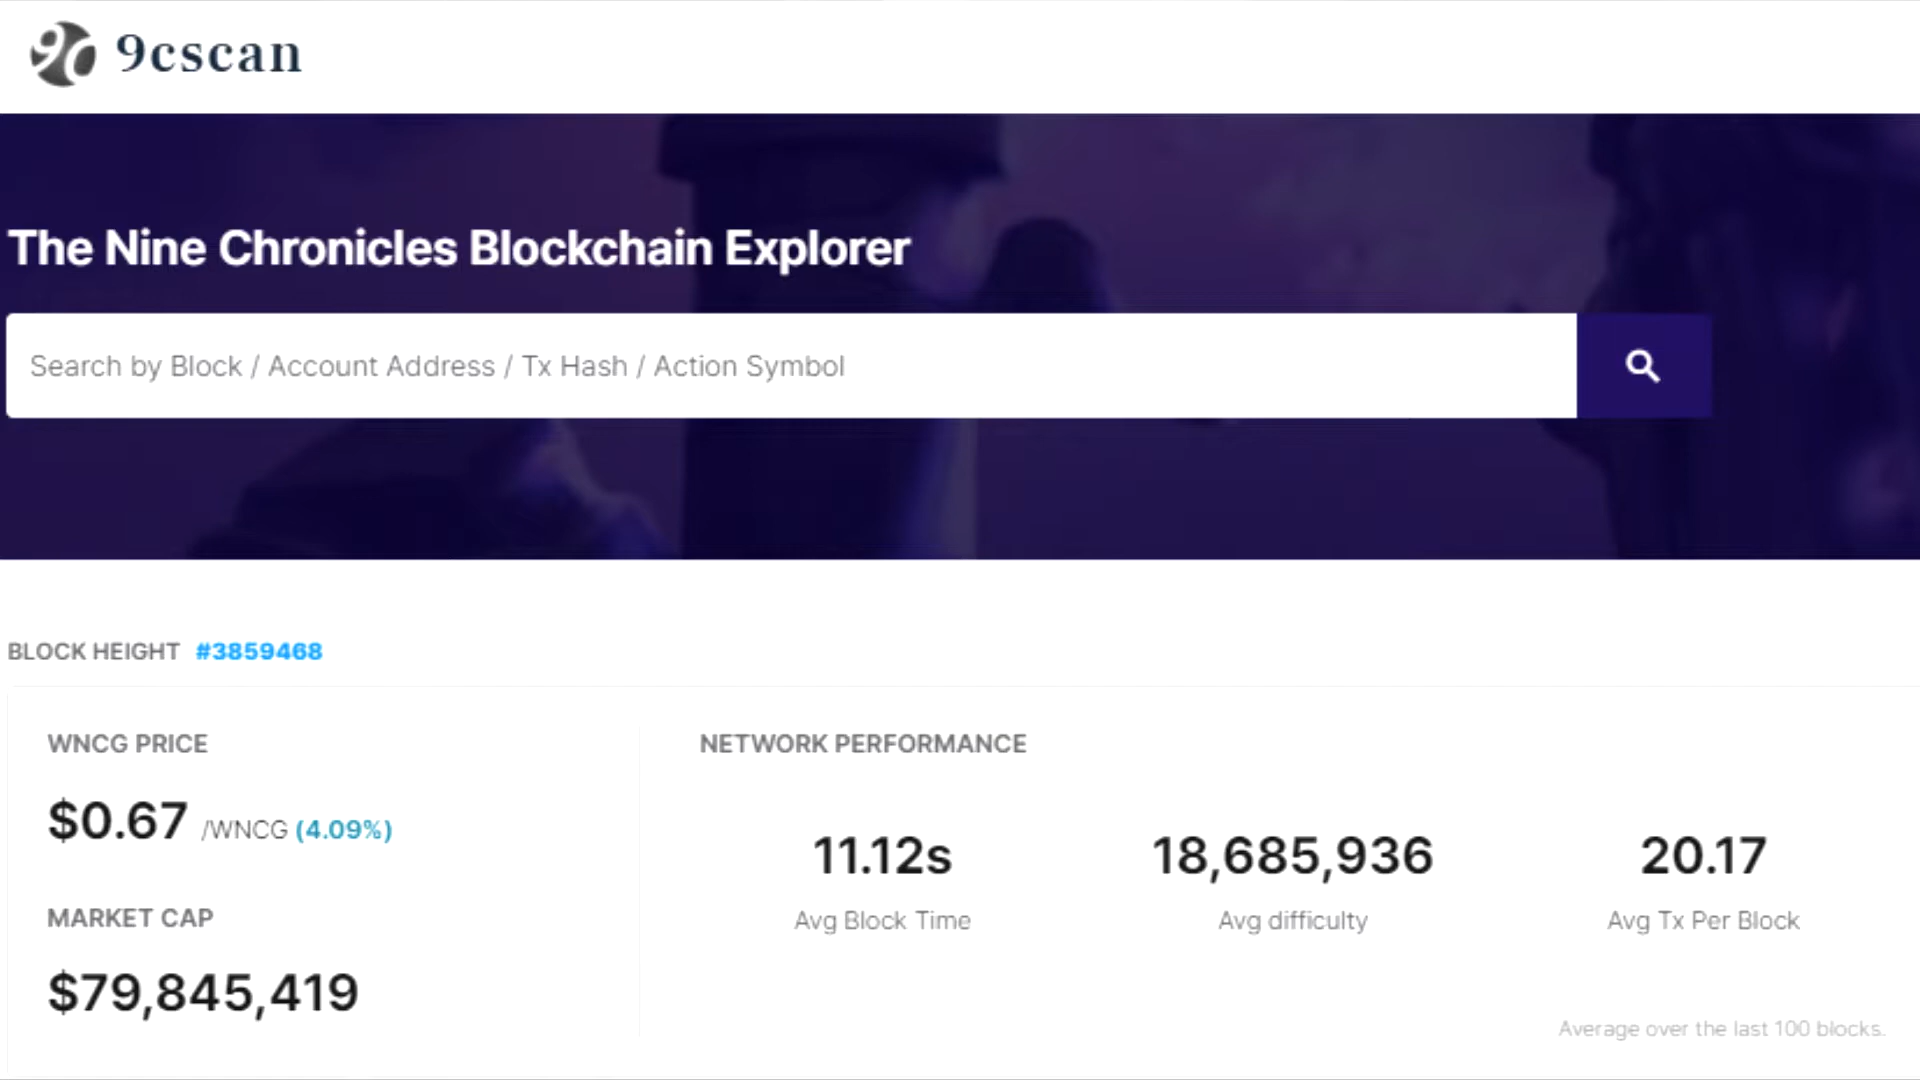 9cscan
The Nine Chronicles Blockchain Explorer
Search by Block / Account Address / Tx Hash / Action Symbol
BLOCK HEIGHT #3859468
WNCG PRICE
$0.67 /WNCG (4.09%)
MARKET CAP
$79,845,419
NETWORK PERFORMANCE
11.12s
Avg Block Time
18,685,936
Avg difficulty
20.17
Avg Tx Per Block
Average over the last 100 blocks.